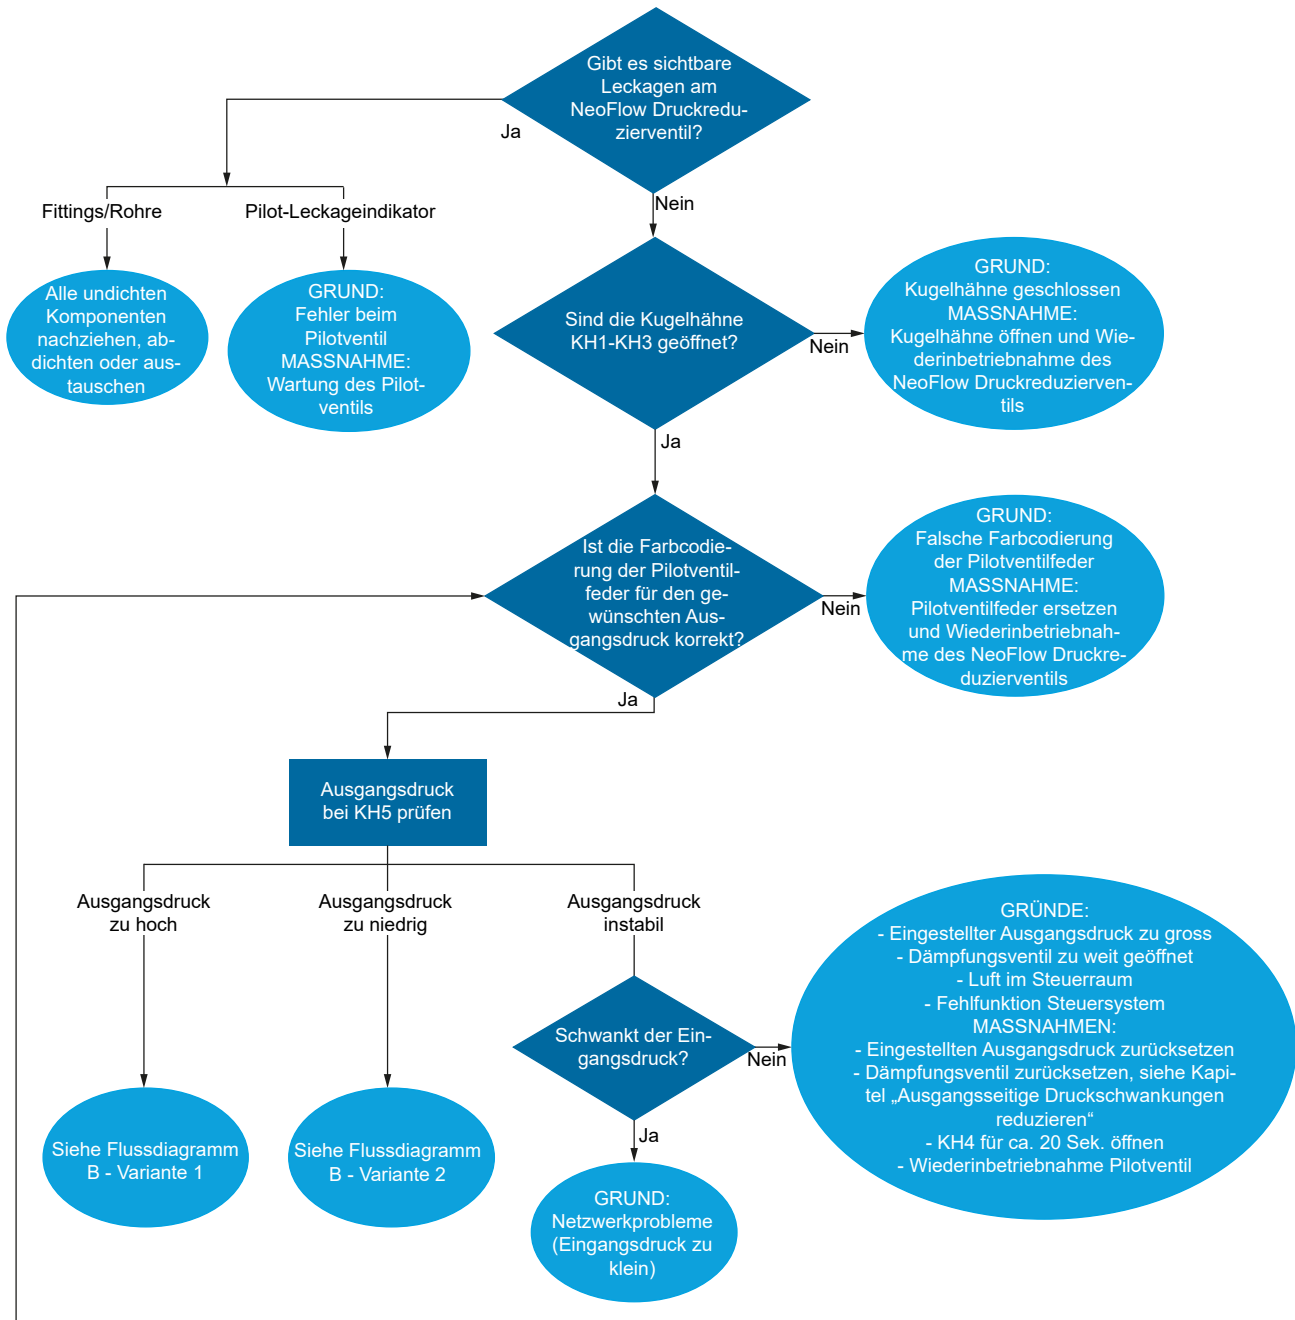 Gibt es sichtbare
Leckagen am
NeoFlow Druckredu-
zierventil?
Ja
Nein
Fittings/Rohre
Pilot-Leckageindikator
Alle undichten
Komponenten
nachziehen, ab-
dichten oder aus-
tauschen
GRUND:
Fehler beim
Pilotventil
MASSNAHME:
Wartung des Pilot-
ventils
Sind die Kugelhähne
KH1-KH3 geöffnet?
Nein
Ja
GRUND:
Kugelhähne geschlossen
MASSNAHME:
Kugelhähne öffnen und Wie-
derinbetriebnahme des
NeoFlow Druckreduzierven-
tils
Ist die Farbcodie-
rung der Pilotventil-
feder für den ge-
wünschten Aus-
gangsdruck korrekt?
Nein
Ja
GRUND:
Falsche Farbcodierung
der Pilotventilfeder
MASSNAHME:
Pilotventilfeder ersetzen
und Wiederinbetriebnah-
me des NeoFlow Druckre-
duzierventils
Ausgangsdruck
bei KH5 prüfen
Ausgangsdruck
zu hoch
Ausgangsdruck
zu niedrig
Ausgangsdruck
instabil
Siehe Flussdiagramm
B - Variante 1
Siehe Flussdiagramm
B - Variante 2
Schwankt der Ein-
gangsdruck?
Nein
Ja
GRUND:
Netzwerkprobleme
(Eingangsdruck zu
klein)
GRÜNDE:
- Eingestellter Ausgangsdruck zu gross
- Dämpfungsventil zu weit geöffnet
- Luft im Steuerraum
- Fehlfunktion Steuersystem
MASSNAHMEN:
- Eingestellten Ausgangsdruck zurücksetzen
- Dämpfungsventil zurücksetzen, siehe Kapi-
tel „Ausgangsseitige Druckschwankungen
reduzieren“
- KH4 für ca. 20 Sek. öffnen
- Wiederinbetriebnahme Pilotventil